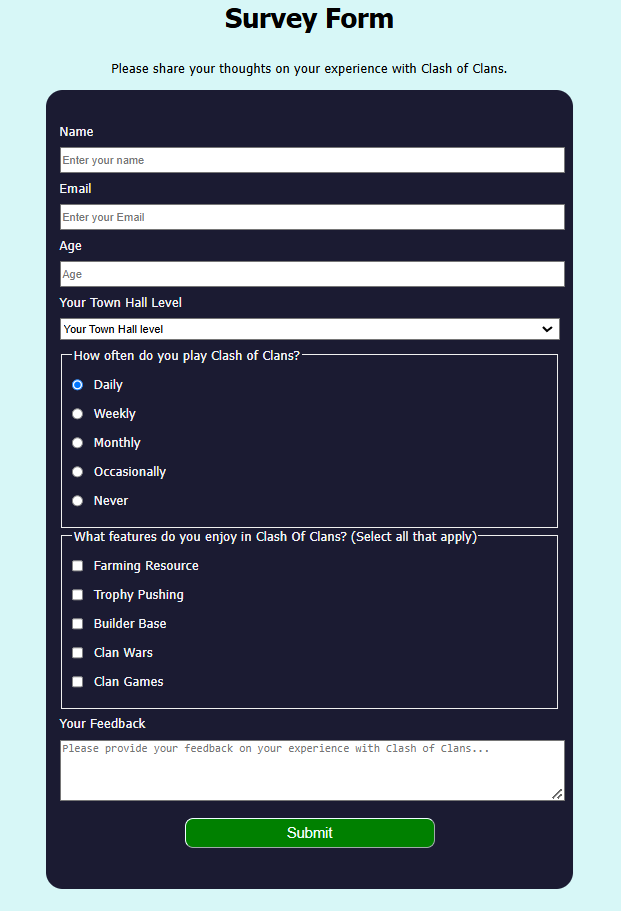 Survey Form
Please share your thoughts on your experience with Clash of Clans.
Name
Enter your name
Email
Enter your Email
Age
Age
Your Town Hall Level
Your Town Hall level
How often do you play Clash of Clans?
Daily
Weekly
Monthly
Occasionally
Never
What features do you enjoy in Clash Of Clans? (Select all that apply)
Farming Resource
Trophy Pushing
Builder Base
Clan Wars
Clan Games
Your Feedback
Please provide your feedback on your experience with Clash of Clans...
Submit